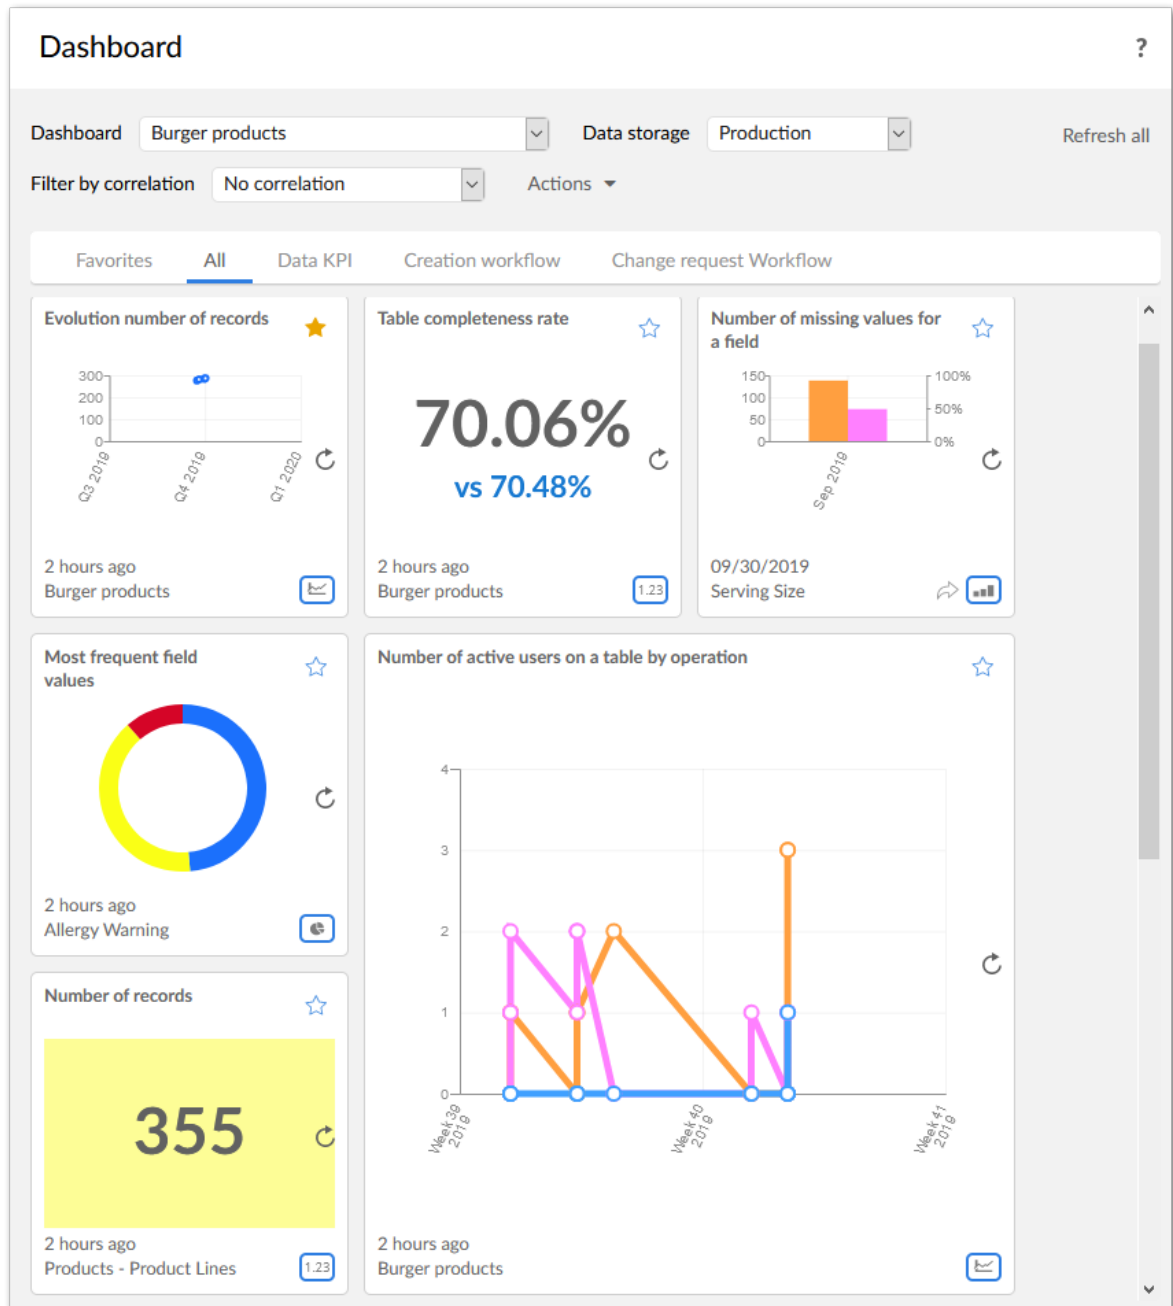 Dashboard
?
Dashboard Burger products Data storage Production Refresh all
Filter by correlation No correlation Actions
Favorites All Data KPI Creation workflow Change request Workflow
Evolution number of records
300
200
100
0
Q3 2019
Q4 2019
Q1 2020
2 hours ago
Burger products
Table completeness rate
70.06%
vs 70.48%
2 hours ago
Burger products
1.23
Number of missing values for
a field
150
100
50
0
100%
50%
0%
Sep 2019
09/30/2019
Serving Size
Most frequent field
values
2 hours ago
Allergy Warning
Number of active users on a table by operation
4
3
2
1
0
Week 39
2019
Week 40
2019
Week 41
2019
2 hours ago
Burger products
Number of records
355
2 hours ago
Products - Product Lines
1.23